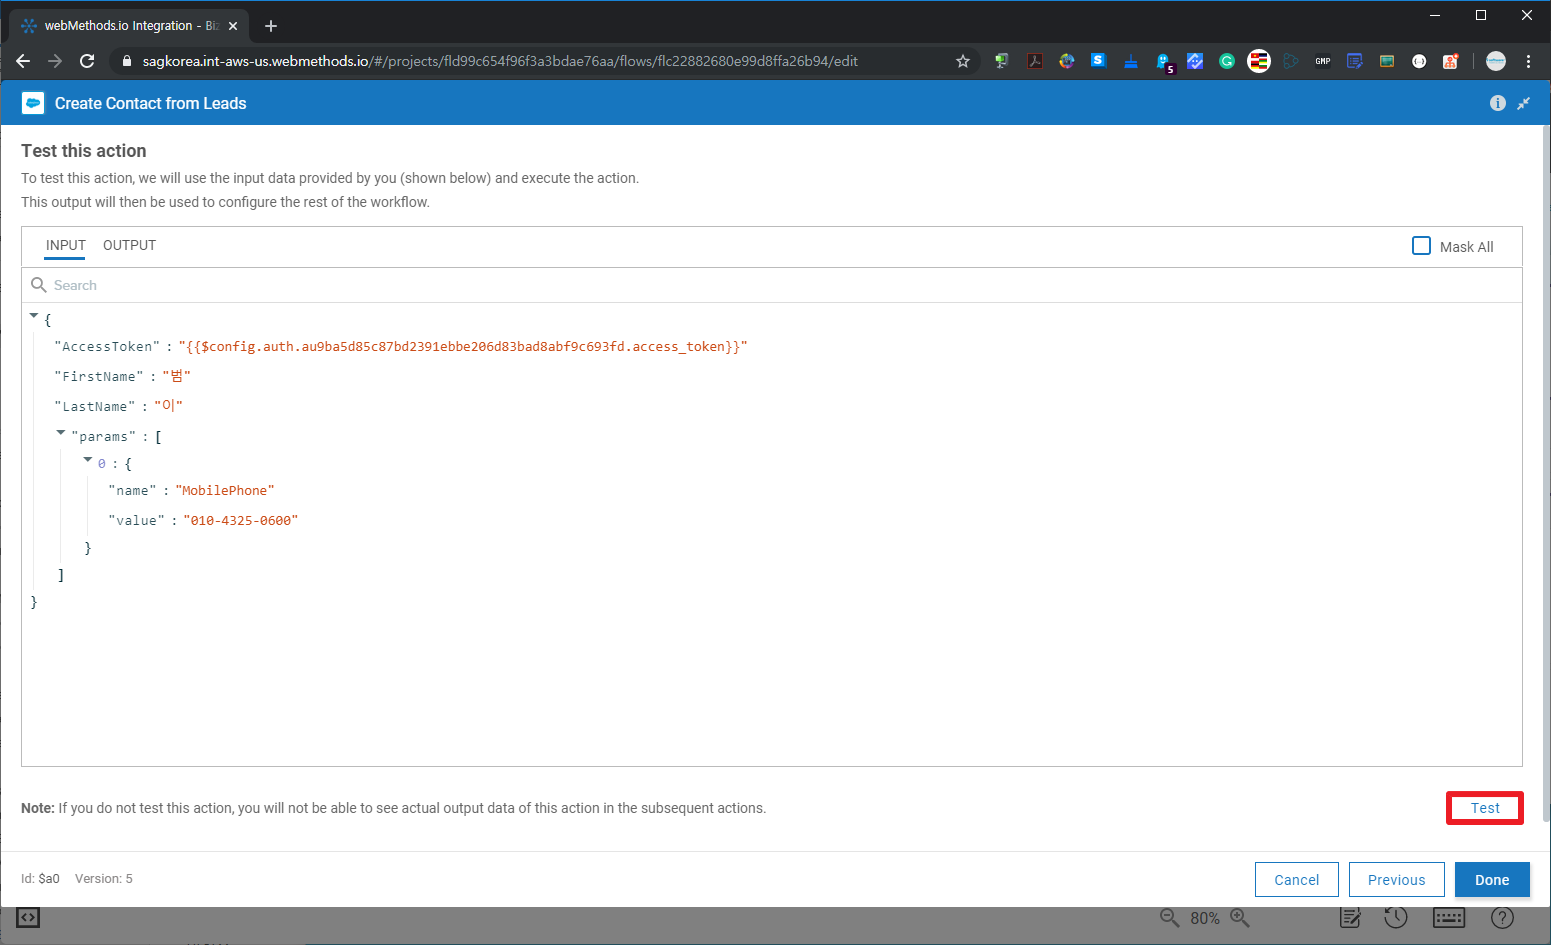 webMethods.io Integration - Biz
sagkorea.int-aws-us.webmethods.io/#/projects/fld99c654f96f3a3bdae76aa/flows/flc22882680e99d8ffa26b94/edit
S
5
G
GMP
Create Contact from Leads
Test this action
To test this action, we will use the input data provided by you (shown below) and execute the action.
This output will then be used to configure the rest of the workflow.
INPUT OUTPUT
Mask All
Search
{
"AccessToken" : "{{$config.auth.au9ba5d85c87bd2391ebbe206d83bad8abf9c693fd.access_token}}"
"FirstName" : "범"
"LastName" : "이"
"params" : [
0 : {
"name" : "MobilePhone"
"value" : "010-4325-0600"
}
]
}
Note: If you do not test this action, you will not be able to see actual output data of this action in the subsequent actions.
Test
Id: $a0 Version: 5
Cancel Previous Done
80%